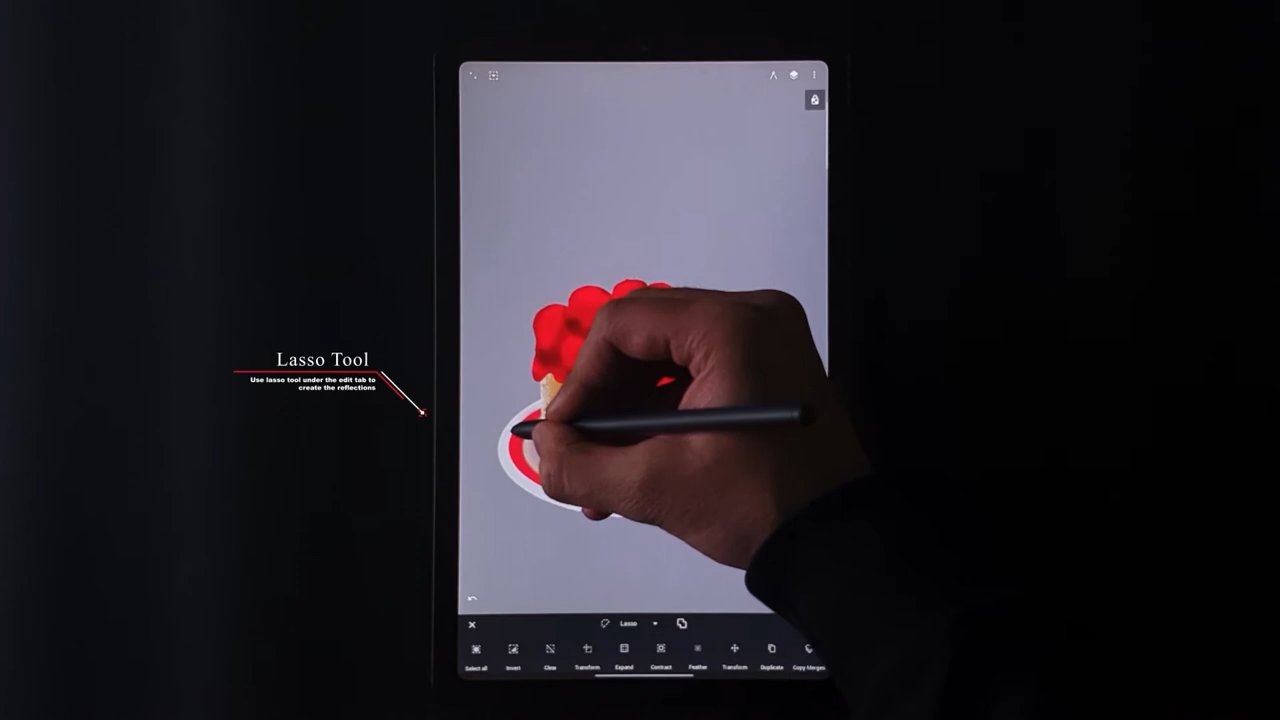 Lasso Tool
Use lasso tool under the edit tab to
create the reflections
Lasso
Select all Invert Clear Transform Expand Contract Feather Transform Duplicate Copy Merged